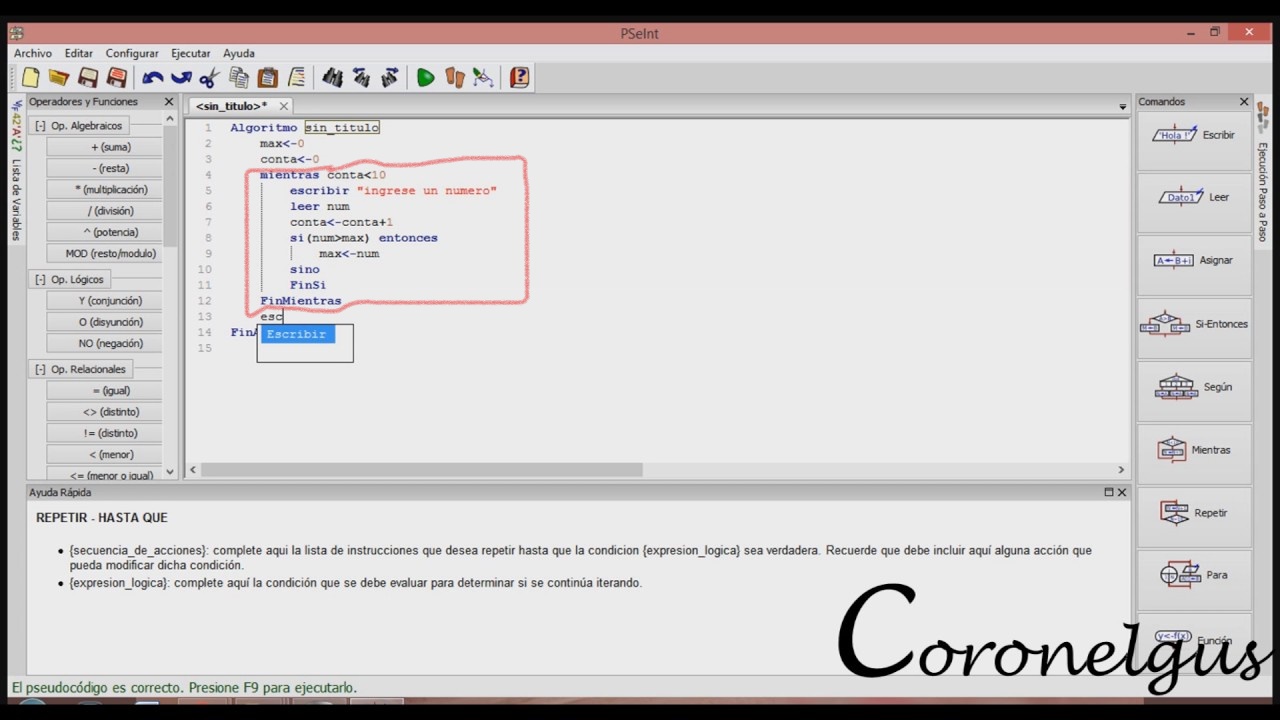 PSeInt
Archivo Editar Configurar Ejecutar Ayuda
Operadores y Funciones
<sin_titulo>*
Comandos
Lista de Variables
[-] Op. Algebraicos
+ (suma)
- (resta)
* (multiplicación)
/ (división)
^ (potencia)
MOD (resto/modulo)
[-] Op. Lógicos
Y (conjunción)
O (disyunción)
NO (negación)
[-] Op. Relacionales
= (igual)
<> (distinto)
!= (distinto)
< (menor)
<= (menor o igual)
1 Algoritmo sin_titulo
2 max<-0
3 conta<-0
4 mientras conta<10
5 escribir "ingrese un numero"
6 leer num
7 conta<-conta+1
8 si(num>max) entonces
9 max<-num
10 sino
11 FinSi
12 FinMientras
13 esc
14 FinA
Escribir
15
'Hola !' Escribir
Dato1 Leer
A←B+i Asignar
Si-Entonces
Según
Mientras
Repetir
Para
y<-f(x) Función
Ejecución Paso a Paso
Ayuda Rápida
REPETIR - HASTA QUE
• {secuencia_de_acciones}: complete aqui la lista de instrucciones que desea repetir hasta que la condicion {expresion_logica} sea verdadera. Recuerde que debe incluir aquí alguna acción que
pueda modificar dicha condición.
• {expresion_logica}: complete aquí la condición que se debe evaluar para determinar si se continúa iterando.
Coronelgus
El pseudocódigo es correcto. Presione F9 para ejecutarlo.